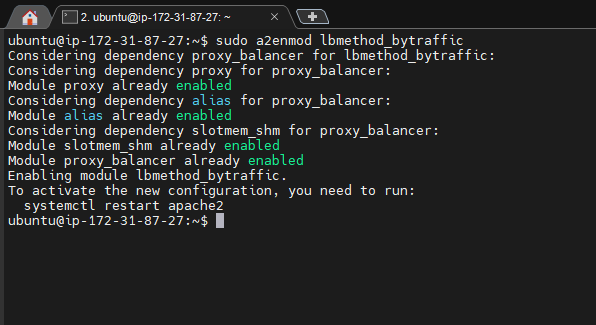 2. ubuntu@ip-172-31-87-27: ~
ubuntu@ip-172-31-87-27:~$ sudo a2enmod lbmethod_bytraffic
Considering dependency proxy_balancer for lbmethod_bytraffic:
Considering dependency proxy for proxy_balancer:
Module proxy already enabled
Considering dependency alias for proxy_balancer:
Module alias already enabled
Considering dependency slotmem_shm for proxy_balancer:
Module slotmem_shm already enabled
Module proxy_balancer already enabled
Enabling module lbmethod_bytraffic.
To activate the new configuration, you need to run:
  systemctl restart apache2
ubuntu@ip-172-31-87-27:~$